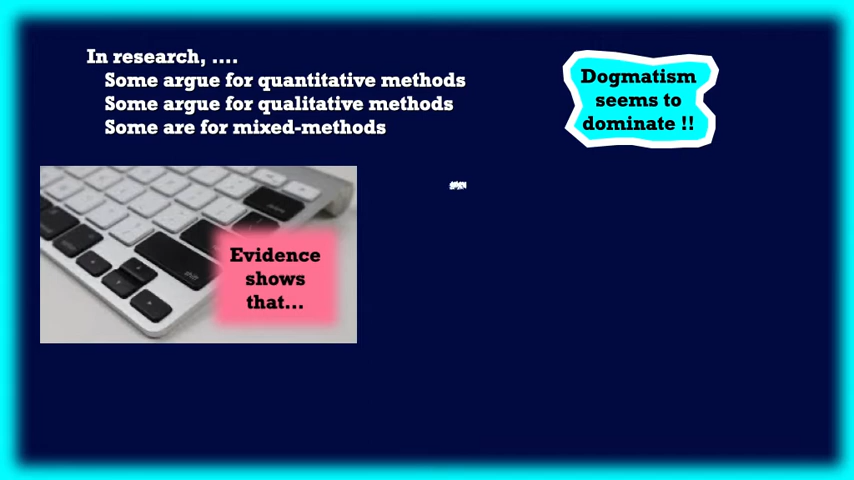 In research, ....
Some argue for quantitative methods
Some argue for qualitative methods
Some are for mixed-methods
Dogmatism
seems to
dominate !!
Evidence
shows
that...